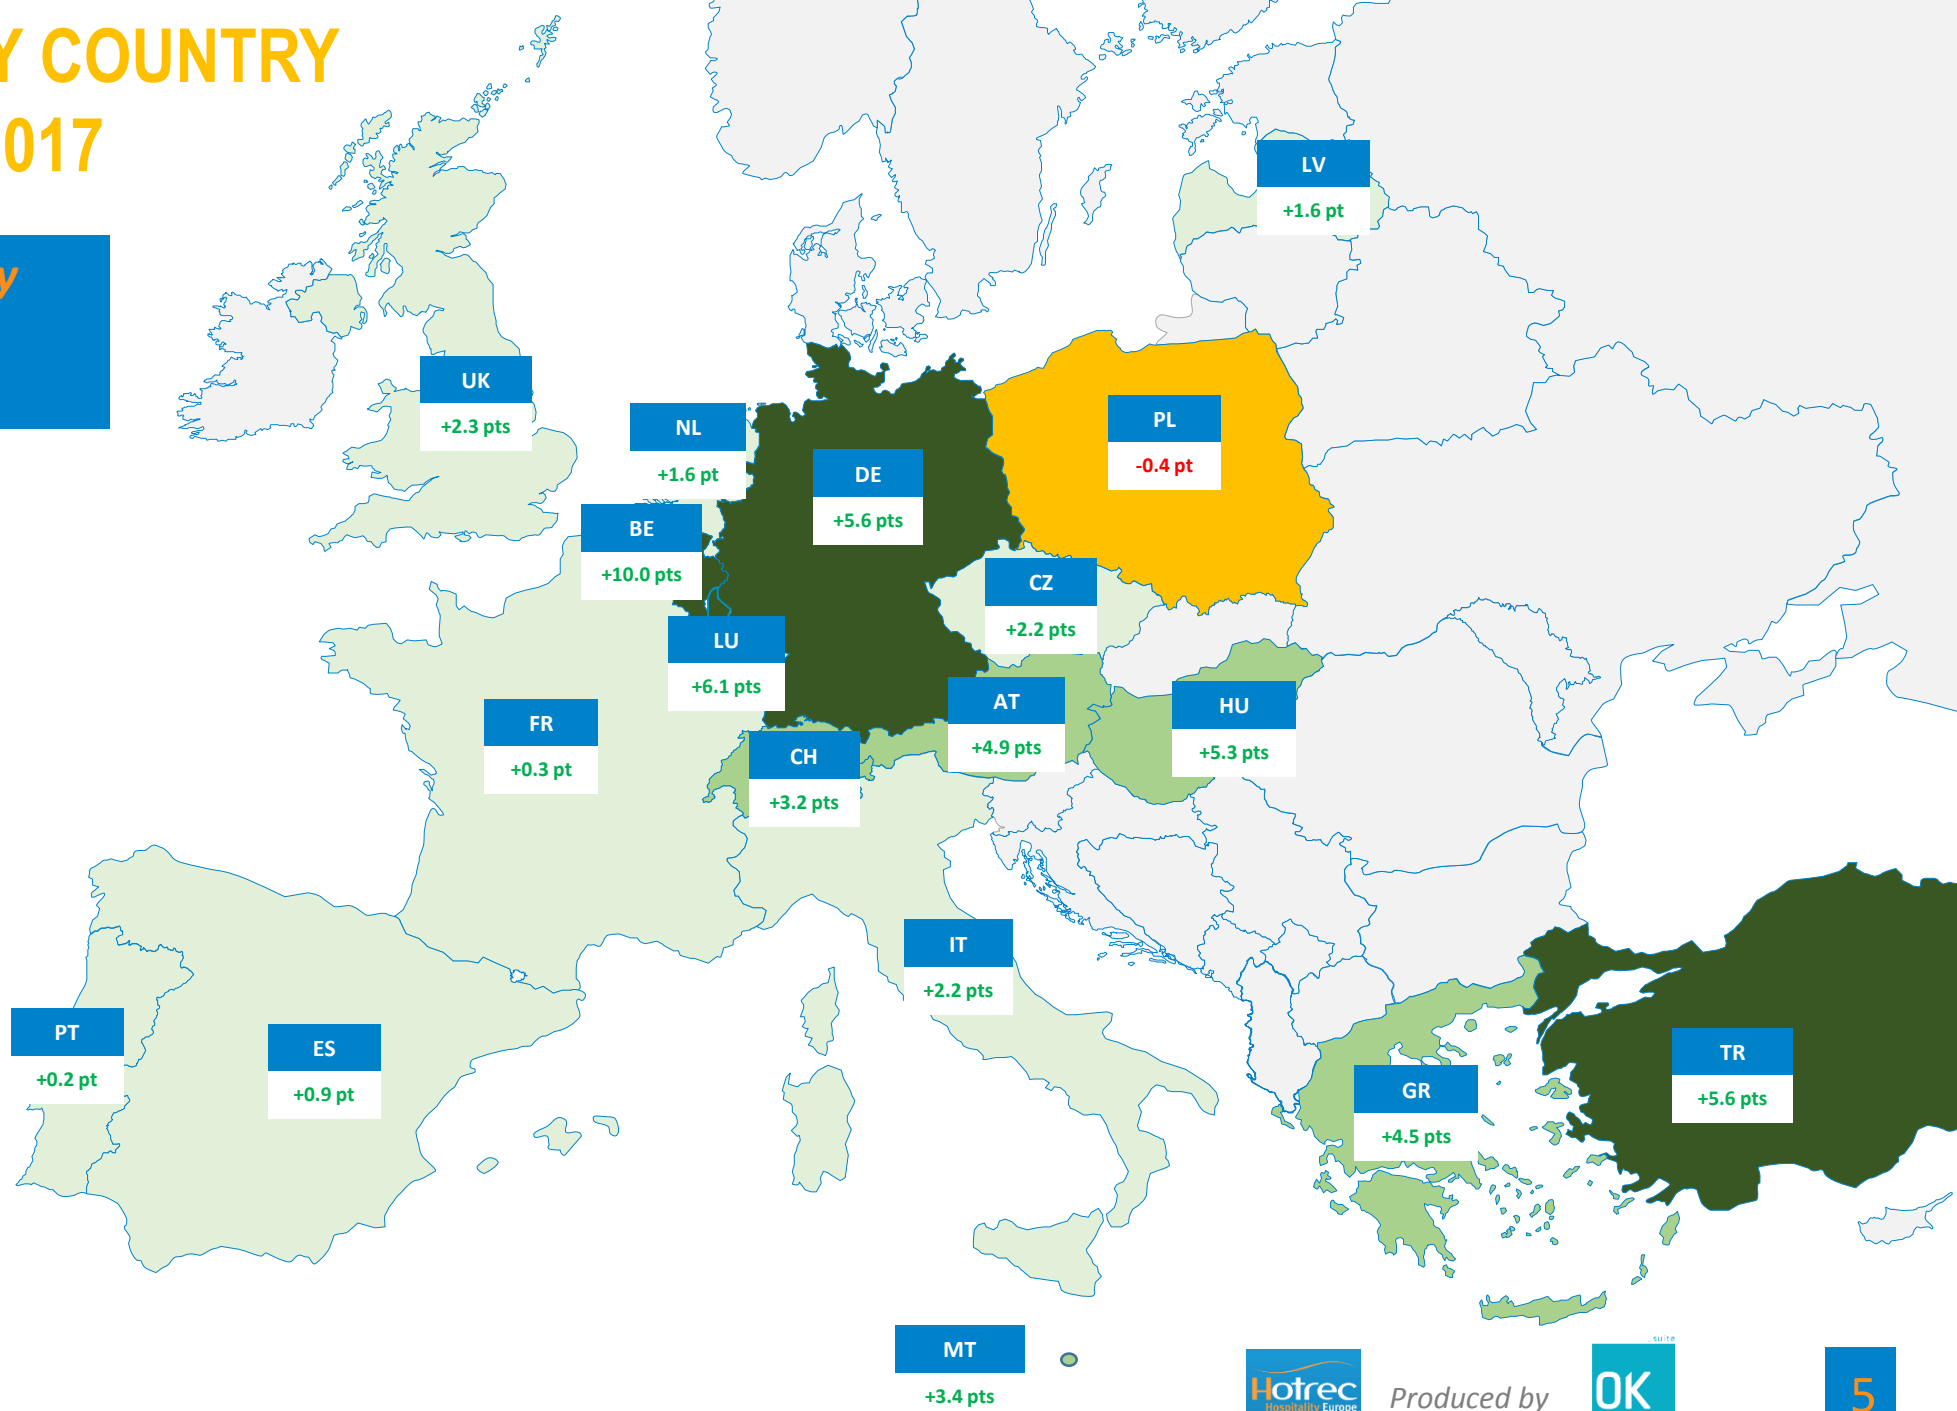 Y COUNTRY
017
y
LV
+1.6 pt
UK
+2.3 pts
NL
+1.6 pt
PL
-0.4 pt
DE
+5.6 pts
BE
+10.0 pts
CZ
+2.2 pts
LU
+6.1 pts
AT
+4.9 pts
HU
+5.3 pts
FR
+0.3 pt
CH
+3.2 pts
IT
+2.2 pts
PT
+0.2 pt
ES
+0.9 pt
TR
+5.6 pts
GR
+4.5 pts
MT
+3.4 pts
Hotrec
Hospitality Europe
Produced by
suite
OK
5